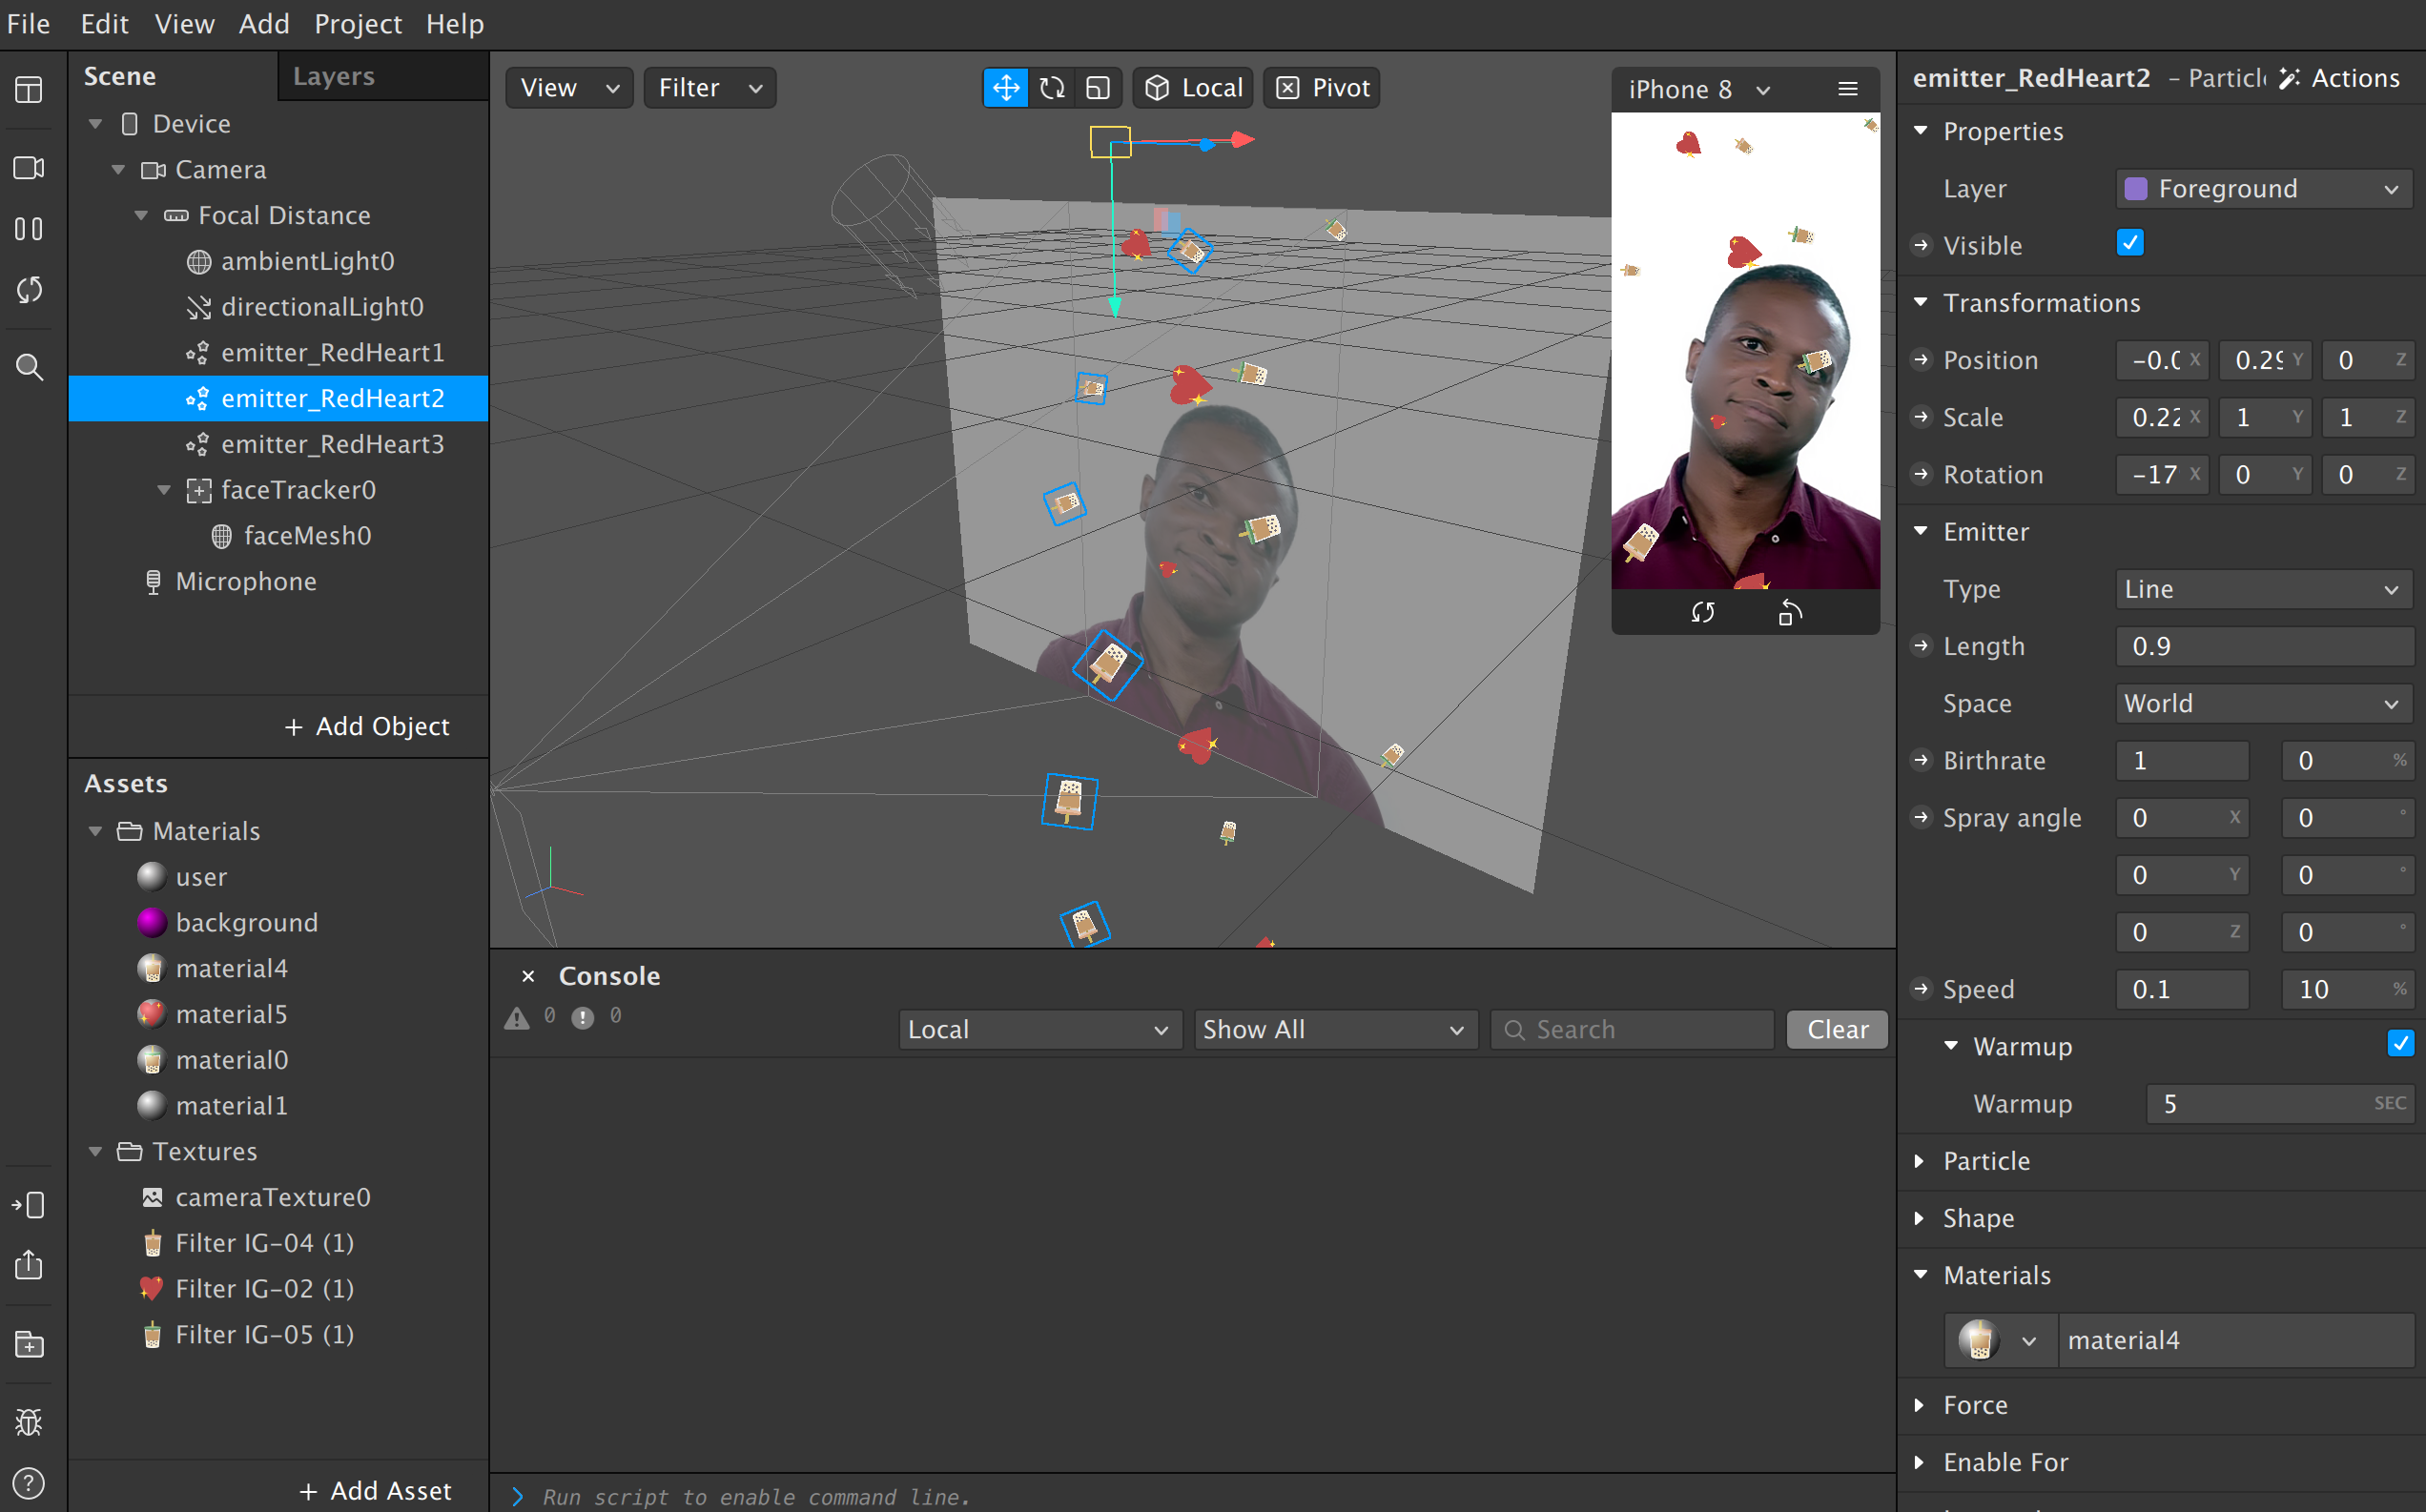 File Edit View Add Project Help
Scene Layers
Device
Camera
Focal Distance
ambientLight0
directionalLight0
emitter_RedHeart1
emitter_RedHeart2
emitter_RedHeart3
faceTracker0
faceMesh0
Microphone
+ Add Object
Assets
Materials
user
background
material4
material5
material0
material1
Textures
cameraTexture0
Filter IG-04 (1)
Filter IG-02 (1)
Filter IG-05 (1)
+ Add Asset
View Filter Local Pivot
iPhone 8
Console
0 0
Local Show All Search Clear
Run script to enable command line.
emitter_RedHeart2 – Particl Actions
Properties
Layer Foreground
Visible
Transformations
Position -0.0 X 0.29 Y 0 Z
Scale 0.22 X 1 Y 1 Z
Rotation -17 X 0 Y 0 Z
Emitter
Type Line
Length 0.9
Space World
Birthrate 1 0 %
Spray angle 0 X 0 °
0 Y 0 °
0 Z 0 °
Speed 0.1 10 %
Warmup
Warmup 5 SEC
Particle
Shape
Materials
material4
Force
Enable For